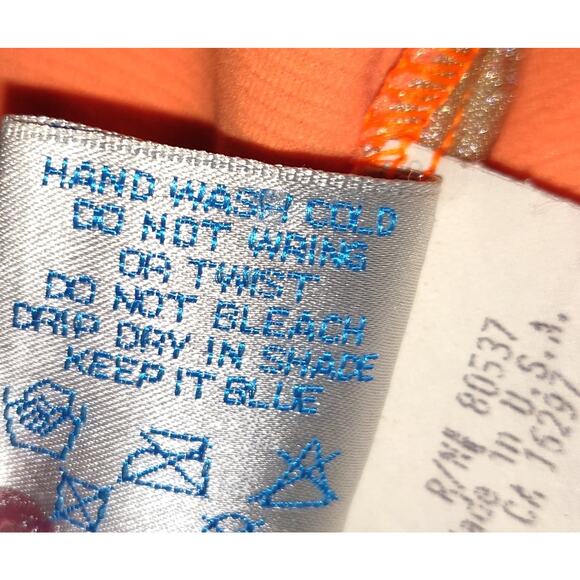 HAND WASH COLD
DO NOT WRING
OR TWIST
DO NOT BLEACH
DRIP DRY IN SHADE
KEEP IT BLUE
R/N# 80537
Made in U.S.A.
CA 16297